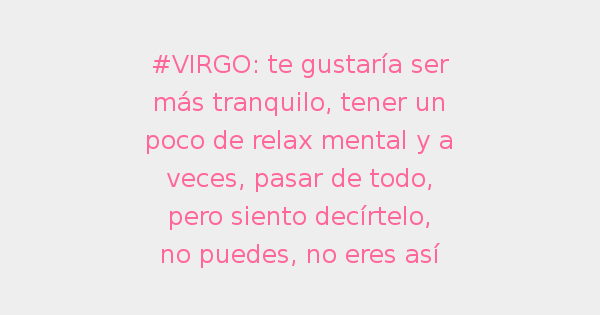 #VIRGO: te gustaría ser
más tranquilo, tener un
poco de relax mental y a
veces, pasar de todo,
pero siento decírtelo,
no puedes, no eres así